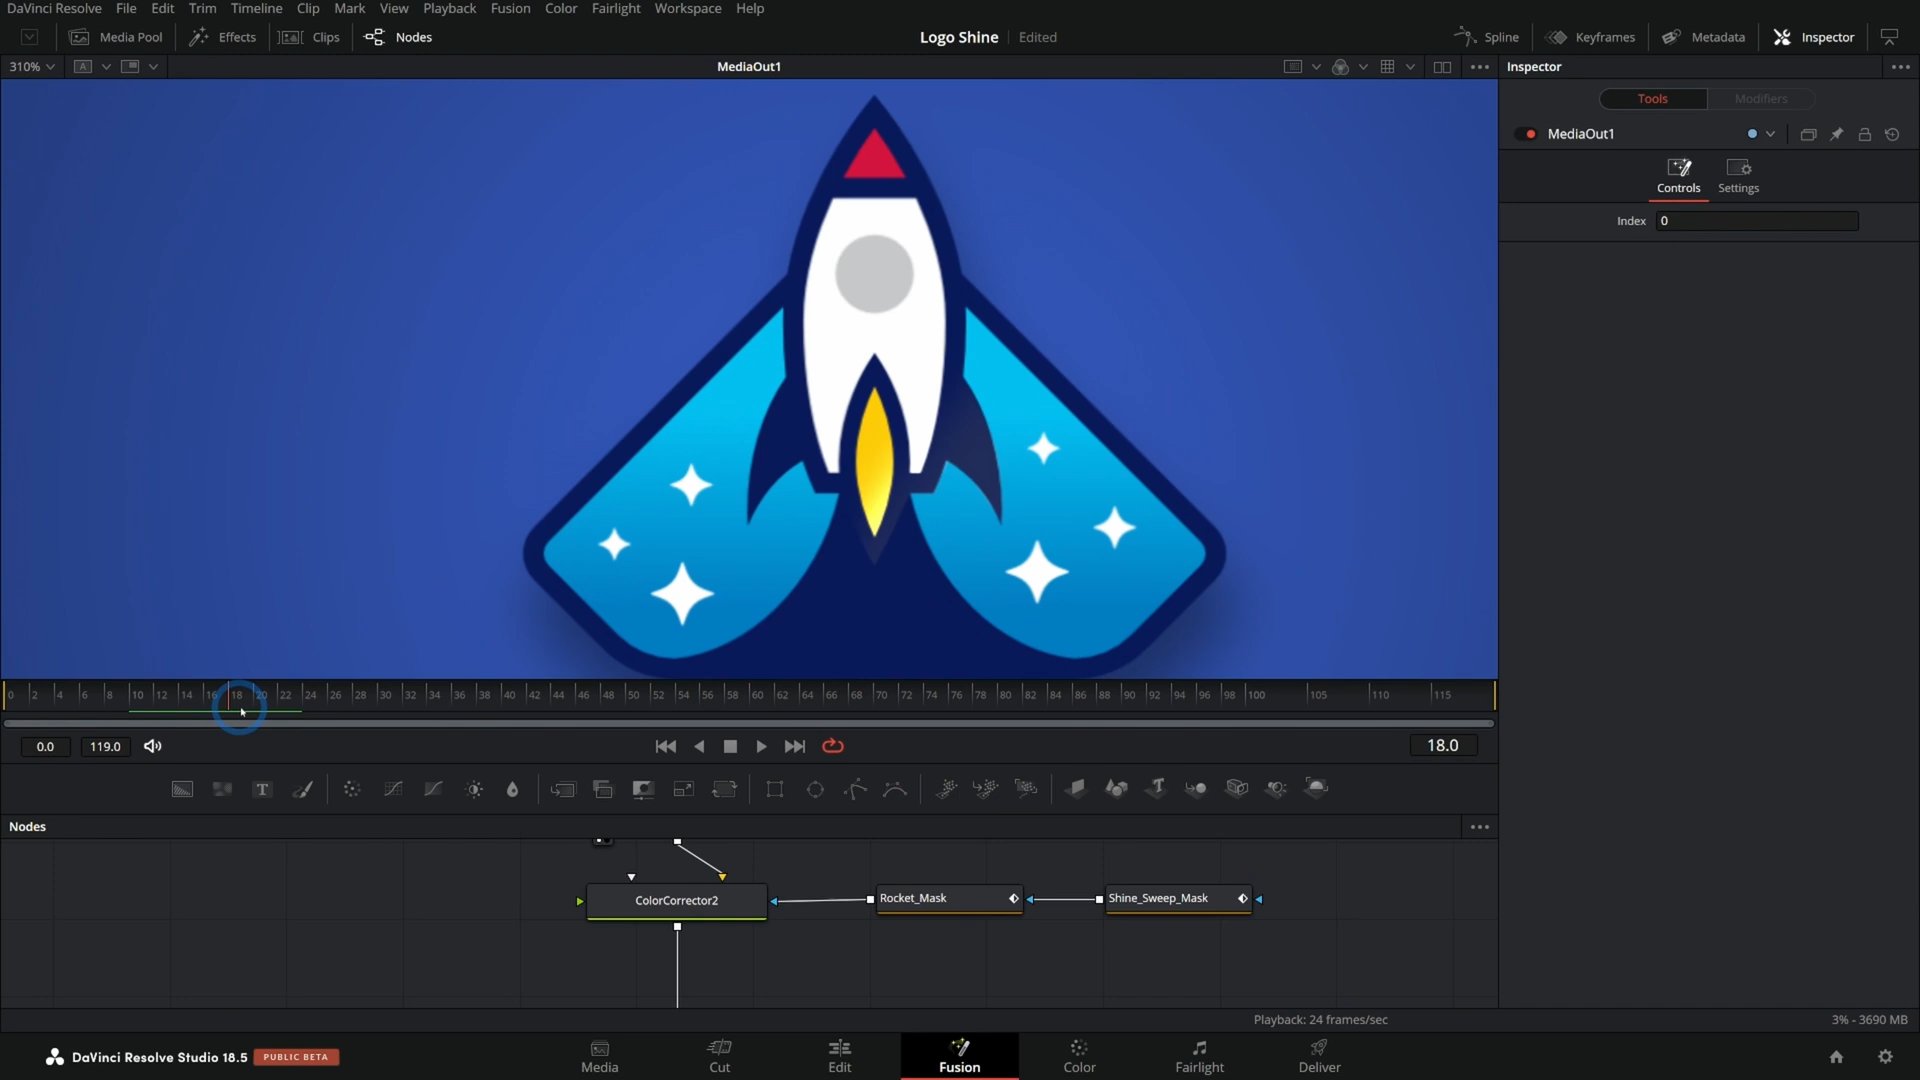 DaVinci Resolve File Edit Trim Timeline Clip Mark View Playback Fusion Color Fairlight Workspace Help
Media Pool Effects Clips Nodes Logo Shine Edited Spline Keyframes Metadata Inspector
310% A MediaOut1 Inspector
Tools Modifiers
MediaOut1
Controls Settings
Index 0
0 2 4 6 8 10 12 14 16 18 20 22 24 26 28 30 32 34 36 38 40 42 44 46 48 50 52 54 56 58 60 62 64 66 68 70 72 74 76 78 80 82 84 86 88 90 92 94 96 98 100 105 110 115
0.0 119.0 18.0
T T
Nodes
ColorCorrector2 Rocket_Mask Shine_Sweep_Mask
Playback: 24 frames/sec 3% - 3690 MB
DaVinci Resolve Studio 18.5 PUBLIC BETA
Media Cut Edit Fusion Color Fairlight Deliver